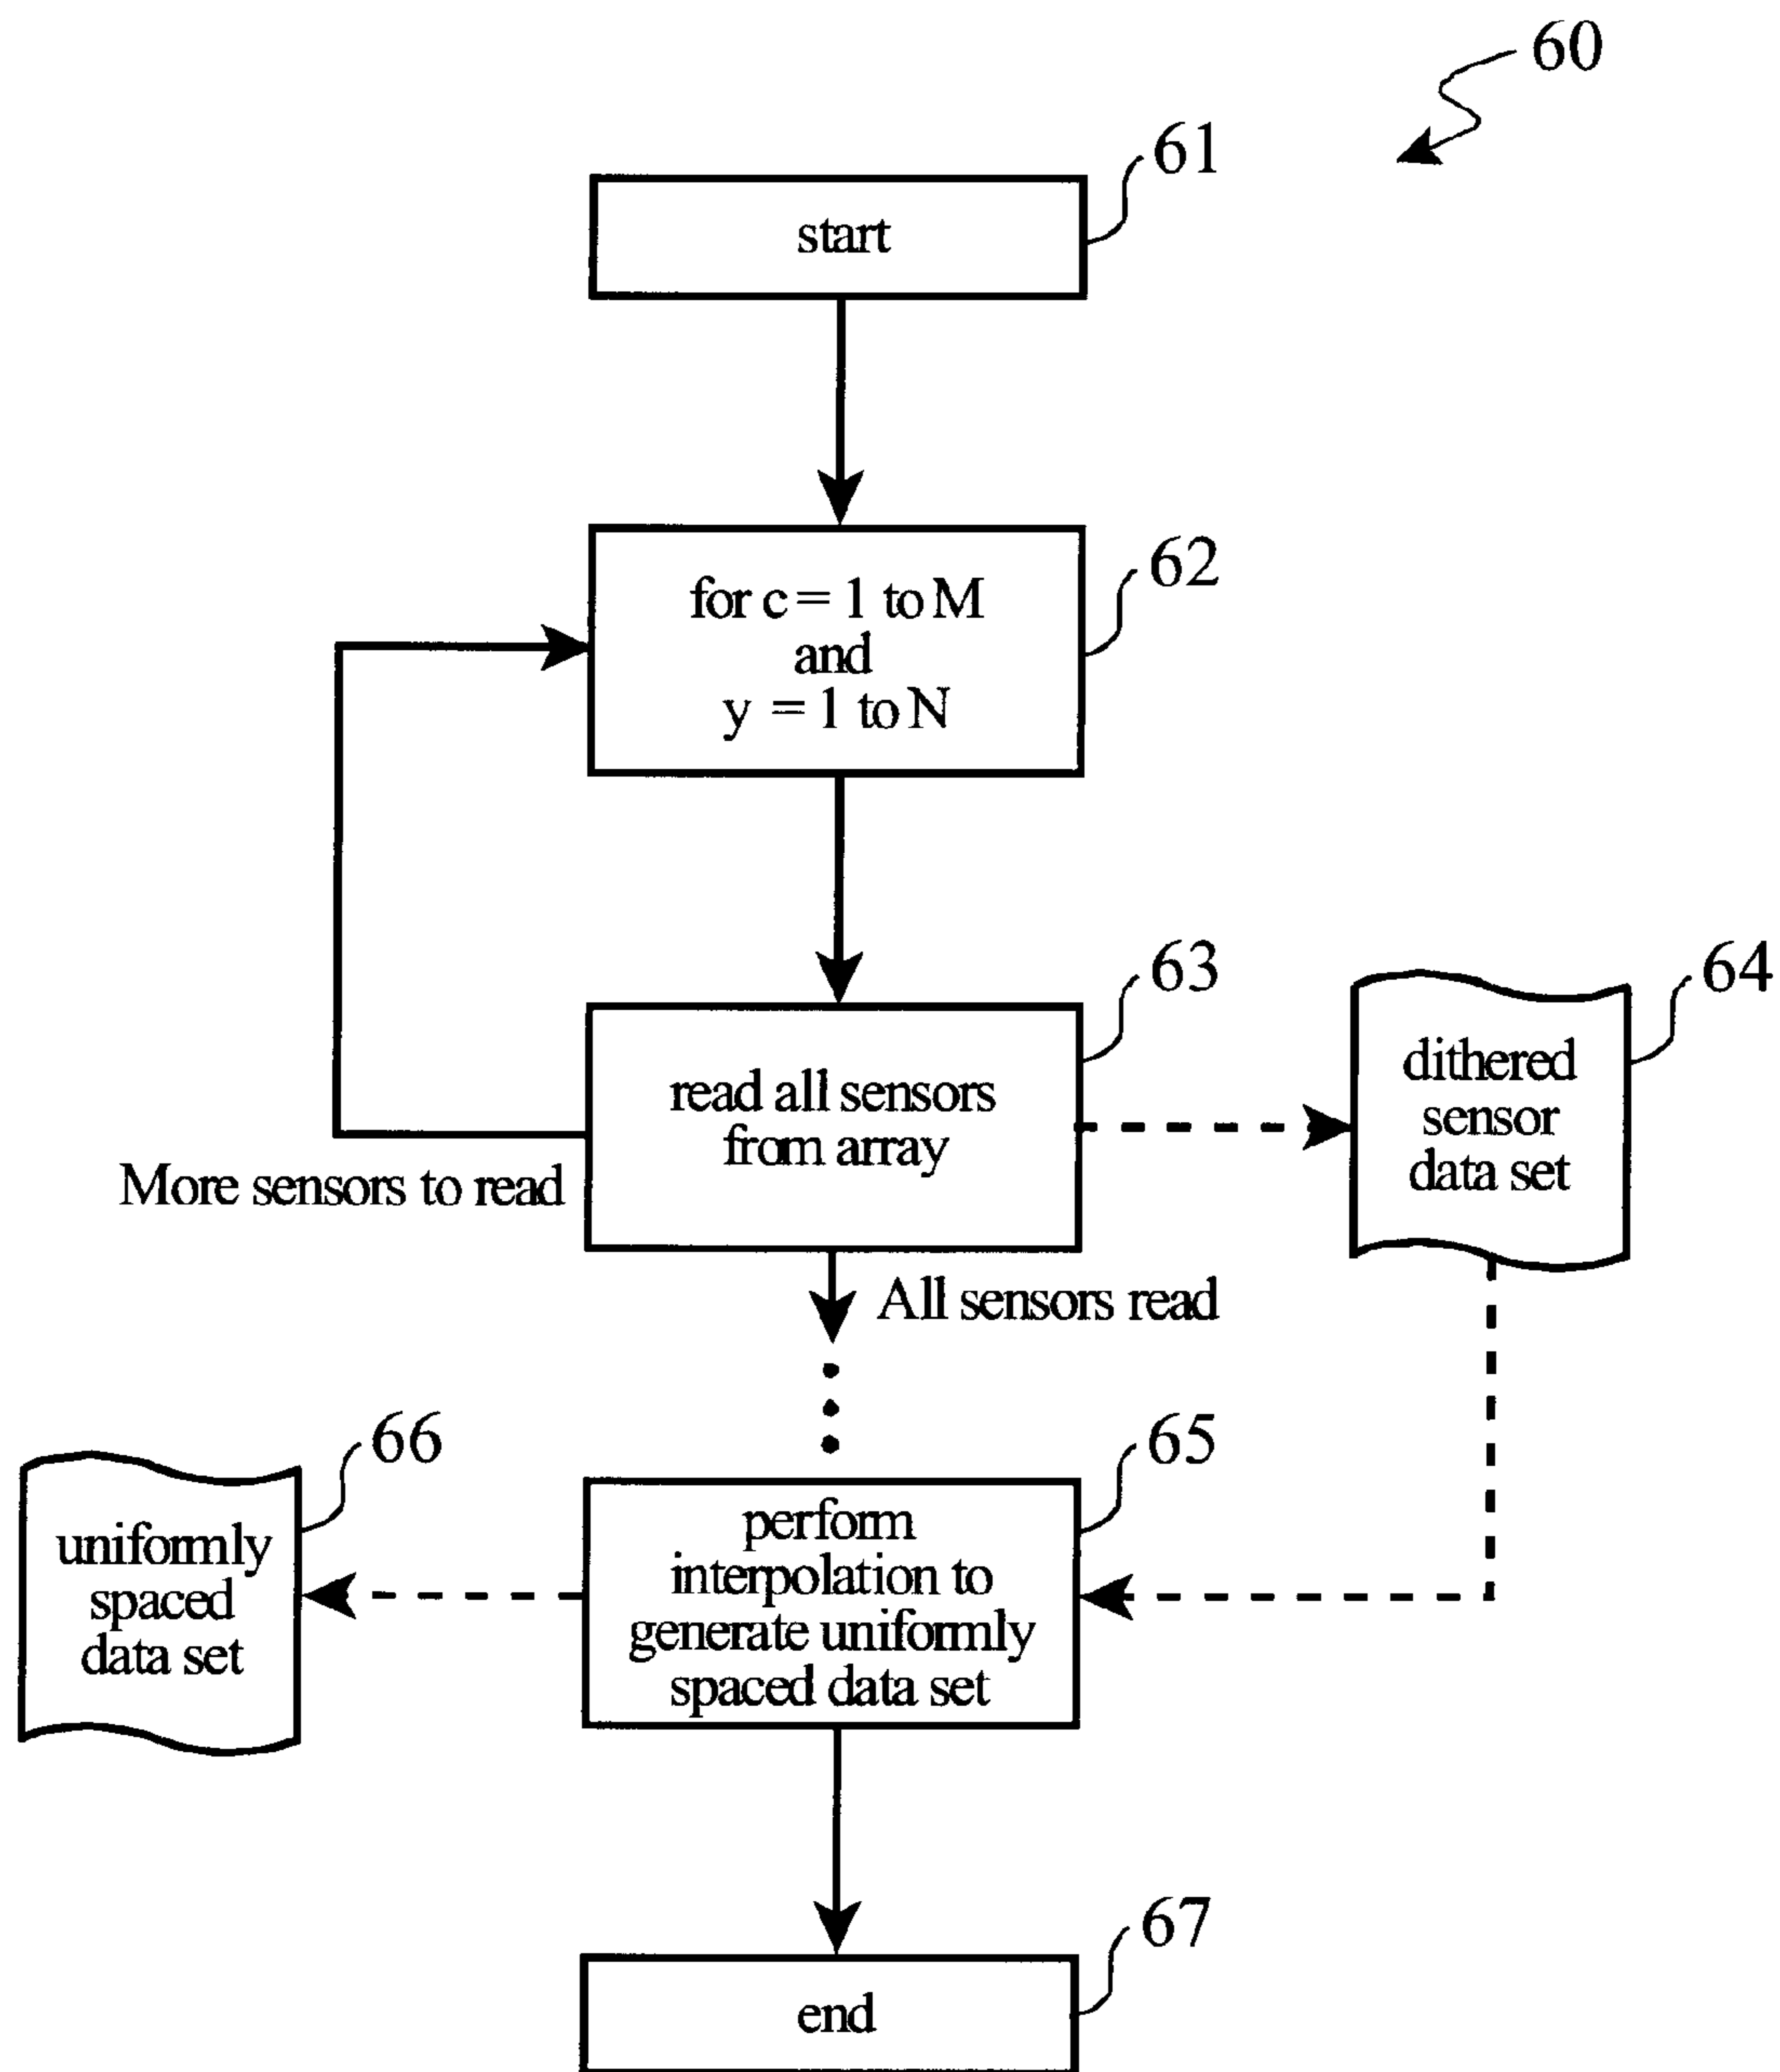 60
61
start
62
for c = 1 to M
and
y = 1 to N
63
64
read all sensors
from array
dithered
sensor
data set
More sensors to read
All sensors read
66
65
uniformly
spaced
data set
perform
interpolation to
generate uniformly
spaced data set
67
end